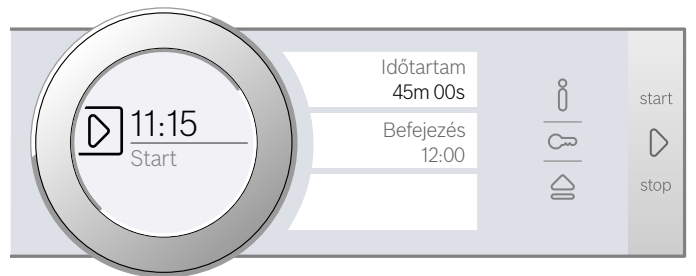 11:15
Start
Időtartam
45m 00s
Befejezés
12:00
start
stop